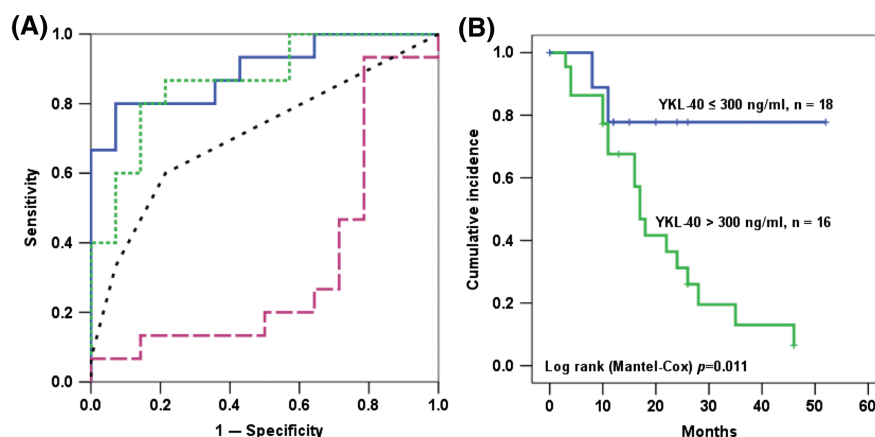 (A)
1.0
0.8
0.6
0.4
0.2
0.0
Sensitivity
0.0 0.2 0.4 0.6 0.8 1.0
1 — Specificity
(B)
1.0
0.8
0.6
0.4
0.2
0.0
Cumulative incidence
YKL-40 ≤ 300 ng/ml, n = 18
YKL-40 > 300 ng/ml, n = 16
Log rank (Mantel-Cox) p=0.011
0 10 20 30 40 50 60
Months